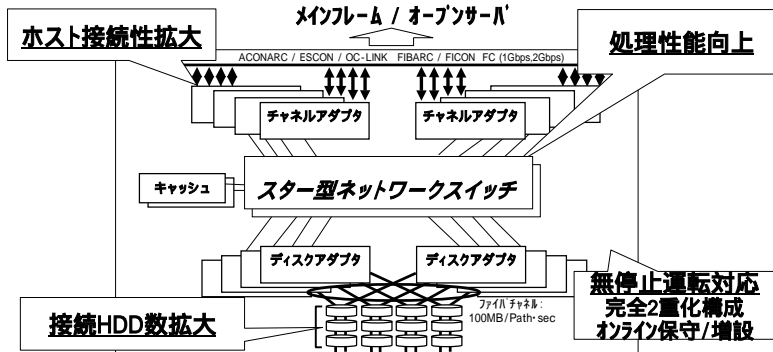 メインフレーム / オープンサーバ
ホスト接続性拡大
ACONARC / ESCON / OC-LINK FIBARC / FICON FC (1Gbps,2Gbps)
処理性能向上
チャネルアダプタ
チャネルアダプタ
キャッシュ
スター型ネットワークスイッチ
ディスクアダプタ
ディスクアダプタ
接続HDD数拡大
ファイバチャネル:
100MB/Path･sec
無停止運転対応
完全2重化構成
オンライン保守/増設